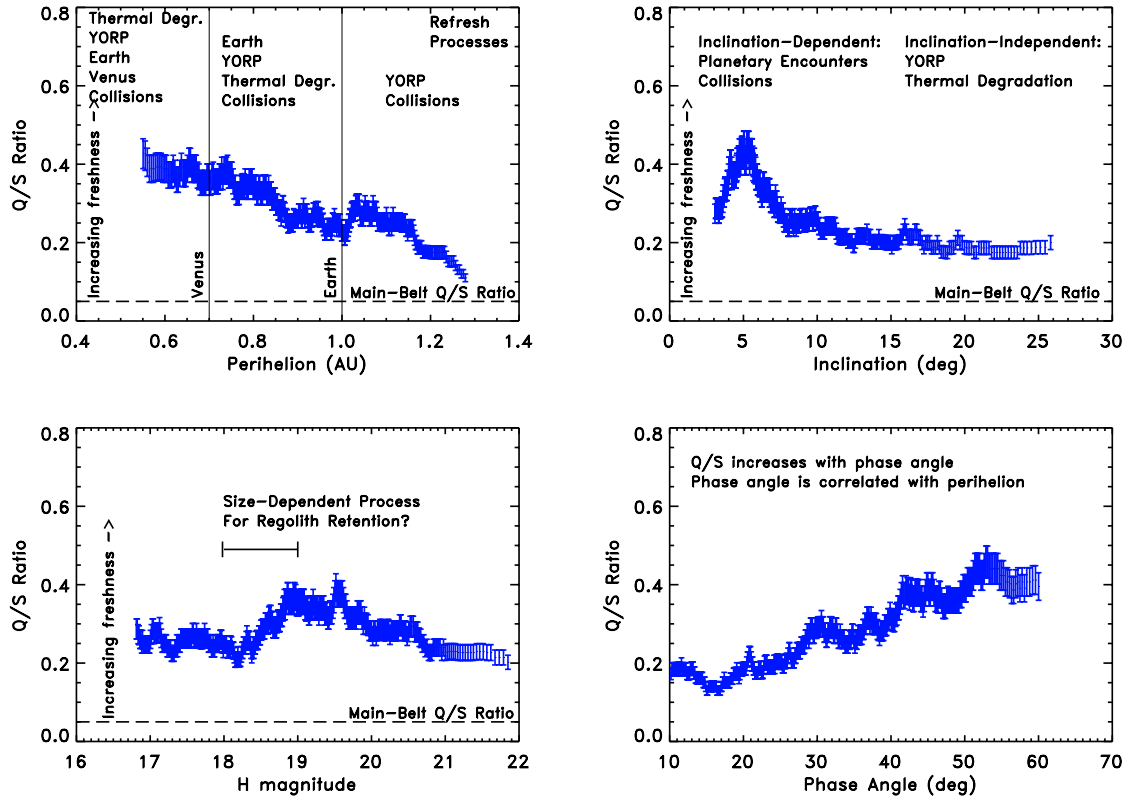 Thermal Degr.
YORP
Earth
Venus
Collisions
Earth
YORP
Thermal Degr.
Collisions
Refresh
Processes
YORP
Collisions
Increasing freshness -->
Venus
Earth
Main-Belt Q/S Ratio
Q/S Ratio
0.8
0.6
0.4
0.2
0.0
0.4 0.6 0.8 1.0 1.2 1.4
Perihelion (AU)
Inclination-Dependent:
Planetary Encounters
Collisions
Inclination-Independent:
YORP
Thermal Degradation
Increasing freshness -->
Main-Belt Q/S Ratio
Q/S Ratio
0.8
0.6
0.4
0.2
0.0
0 5 10 15 20 25 30
Inclination (deg)
Size-Dependent Process
For Regolith Retention?
Increasing freshness -->
Main-Belt Q/S Ratio
Q/S Ratio
0.8
0.6
0.4
0.2
0.0
16 17 18 19 20 21 22
H magnitude
Q/S increases with phase angle
Phase angle is correlated with perihelion
Q/S Ratio
0.8
0.6
0.4
0.2
0.0
10 20 30 40 50 60 70
Phase Angle (deg)